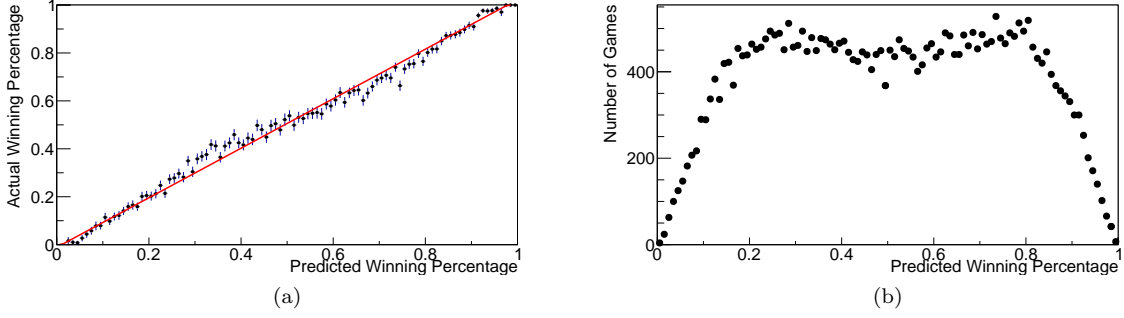 Actual Winning Percentage
1
0.8
0.6
0.4
0.2
0
0 0.2 0.4 0.6 0.8 1
Predicted Winning Percentage
(a)
Number of Games
400
200
0
0 0.2 0.4 0.6 0.8 1
Predicted Winning Percentage
(b)